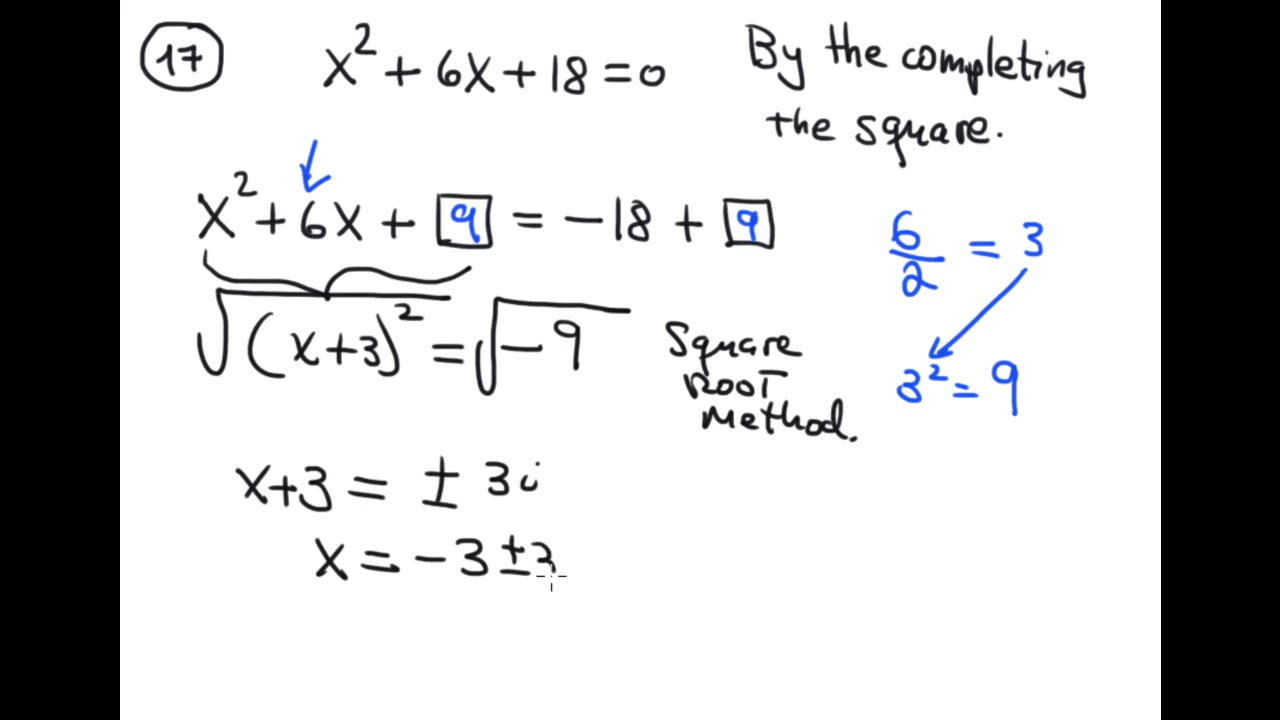 17
x² + 6x + 18 = 0
By the completing
the square.
x² + 6x + 9 = -18 + 9
6/2 = 3
√(x+3)² = √-9
Square
Root
Method.
3² = 9
x+3 = ± 3i
x = -3 ± 3